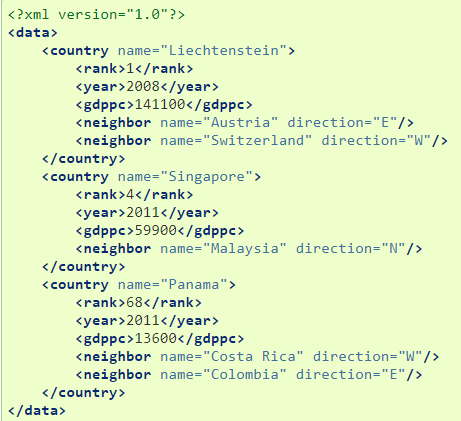 <?xml version="1.0"?>
<data>
    <country name="Liechtenstein">
        <rank>1</rank>
        <year>2008</year>
        <gdppc>141100</gdppc>
        <neighbor name="Austria" direction="E"/>
        <neighbor name="Switzerland" direction="W"/>
    </country>
    <country name="Singapore">
        <rank>4</rank>
        <year>2011</year>
        <gdppc>59900</gdppc>
        <neighbor name="Malaysia" direction="N"/>
    </country>
    <country name="Panama">
        <rank>68</rank>
        <year>2011</year>
        <gdppc>13600</gdppc>
        <neighbor name="Costa Rica" direction="W"/>
        <neighbor name="Colombia" direction="E"/>
    </country>
</data>